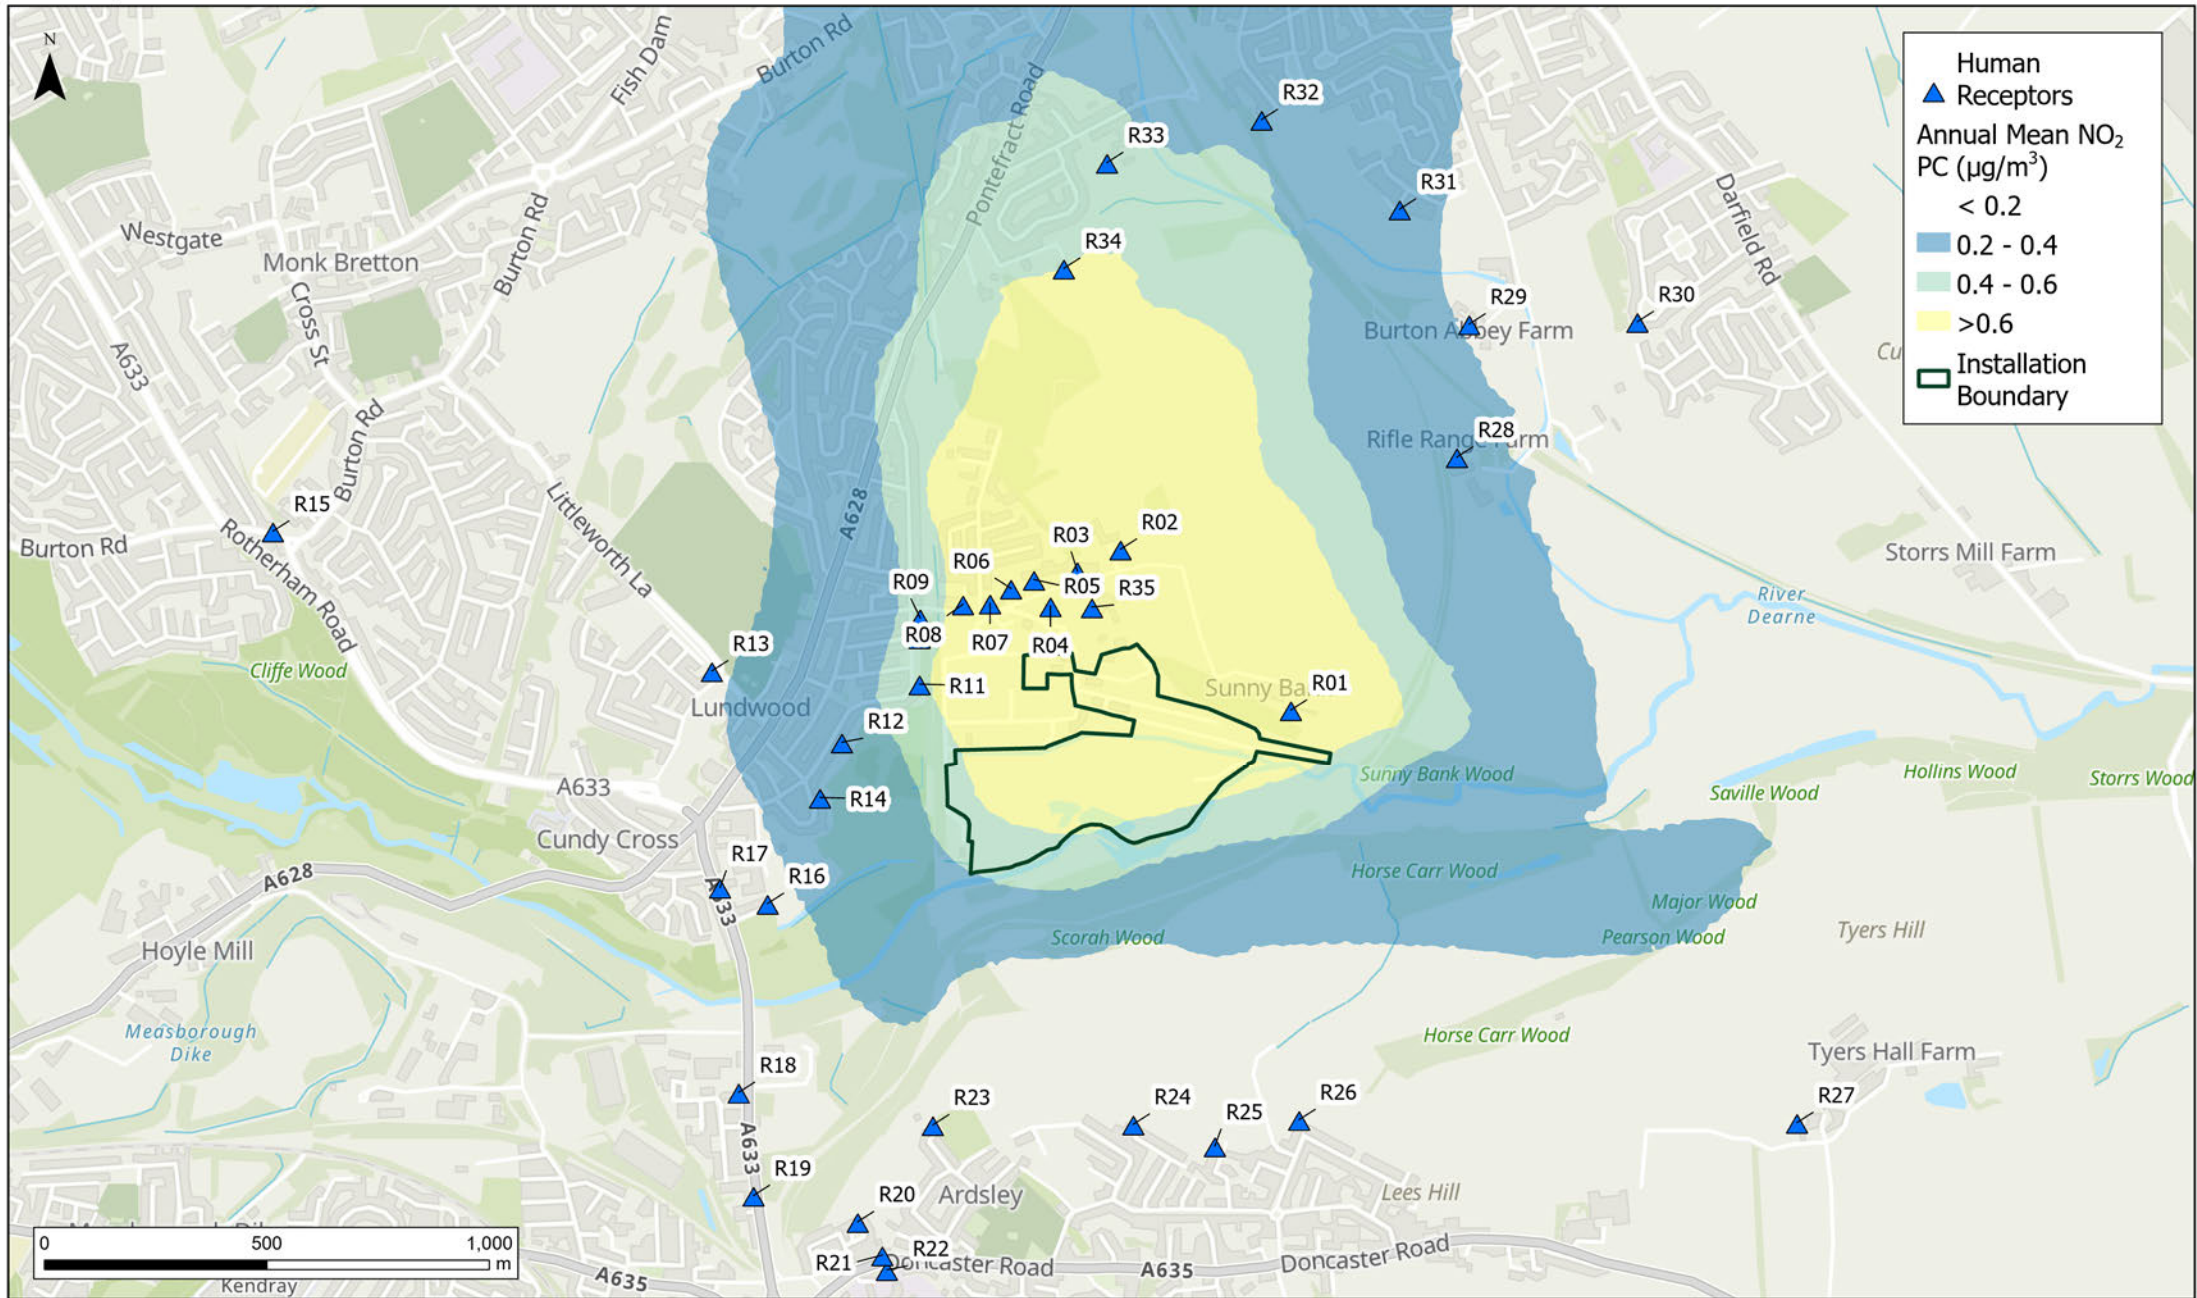 N
Burton Rd
Fish Dam
Pontefract Road
R32
R33
R31
R34
Westgate
Monk Bretton
Burton Rd
Cross St
A633
Darfield Rd
R29
Burton Abbey Farm
R30
Cu
R28
Rifle Range Farm
Burton Rd
A628
Littleworth La
R15
Burton Rd
Rotherham Road
R02
R03
R06
R05
R35
R09
R08
R07
R04
Storrs Mill Farm
River
Dearne
Cliffe Wood
R13
R11
Sunny Ba
R01
Lundwood
R12
A633
R14
Sunny Bank Wood
Saville Wood
Hollins Wood
Storrs Wood
Cundy Cross
R17
R16
A628
A633
Horse Carr Wood
Major Wood
Pearson Wood
Tyers Hill
Scorah Wood
Hoyle Mill
Measborough
Dike
Horse Carr Wood
Tyers Hall Farm
R18
R23
R24
R25
R26
R27
A633
R19
R20
Ardsley
Lees Hill
R21
R22
Doncaster Road
A635
Doncaster Road
A635
Kendray
0 500 1,000
m
Human
Receptors
Annual Mean NO₂
PC (µg/m³)
< 0.2
0.2 - 0.4
0.4 - 0.6
>0.6
Installation
Boundary